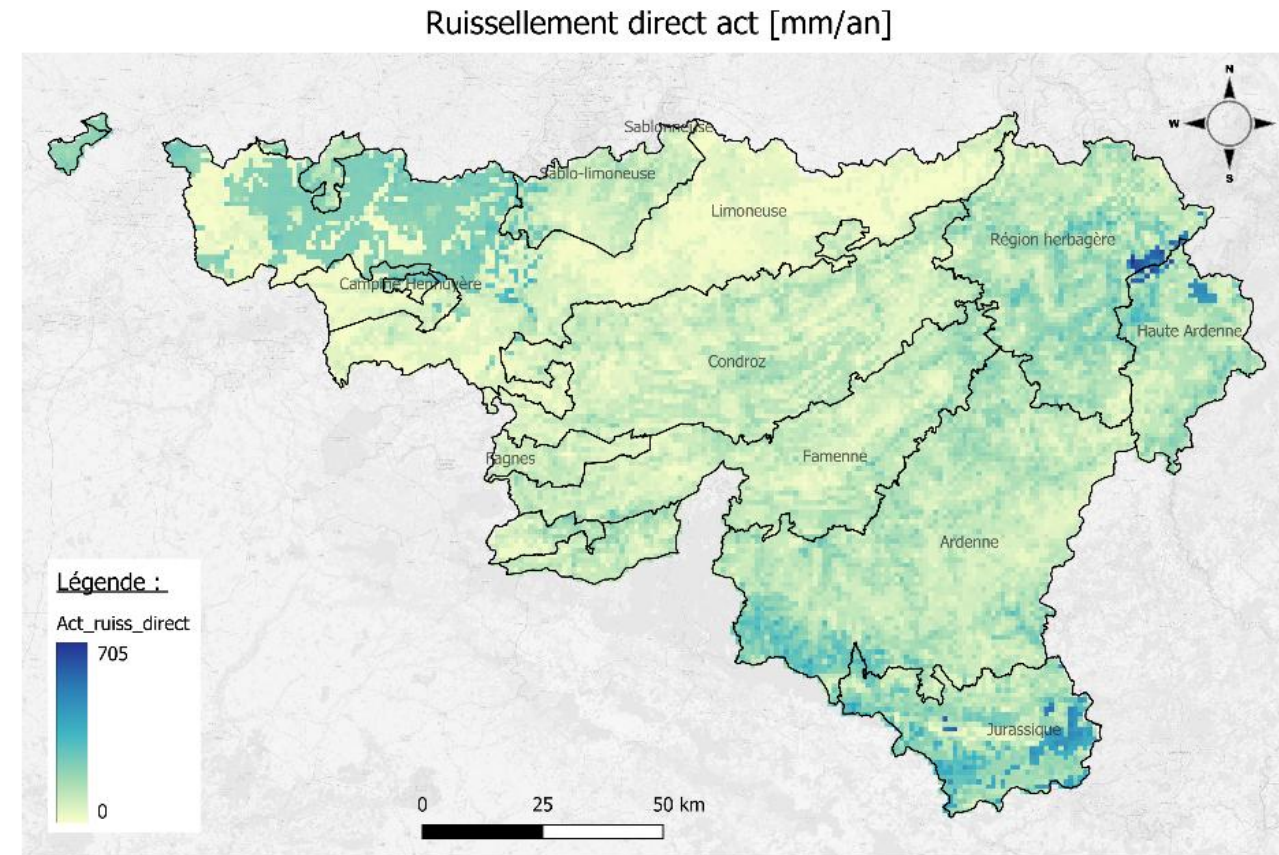 Ruissellement direct act [mm/an]
N
W
S
Sablonneuse
Sablo-limoneuse
Limoneuse
Région herbagère
Campine Hennuyère
Haute Ardenne
Condroz
Fagnes
Famenne
Ardenne
Jurassique
Légende :
Act_ruiss_direct
705
0
0 25 50 km